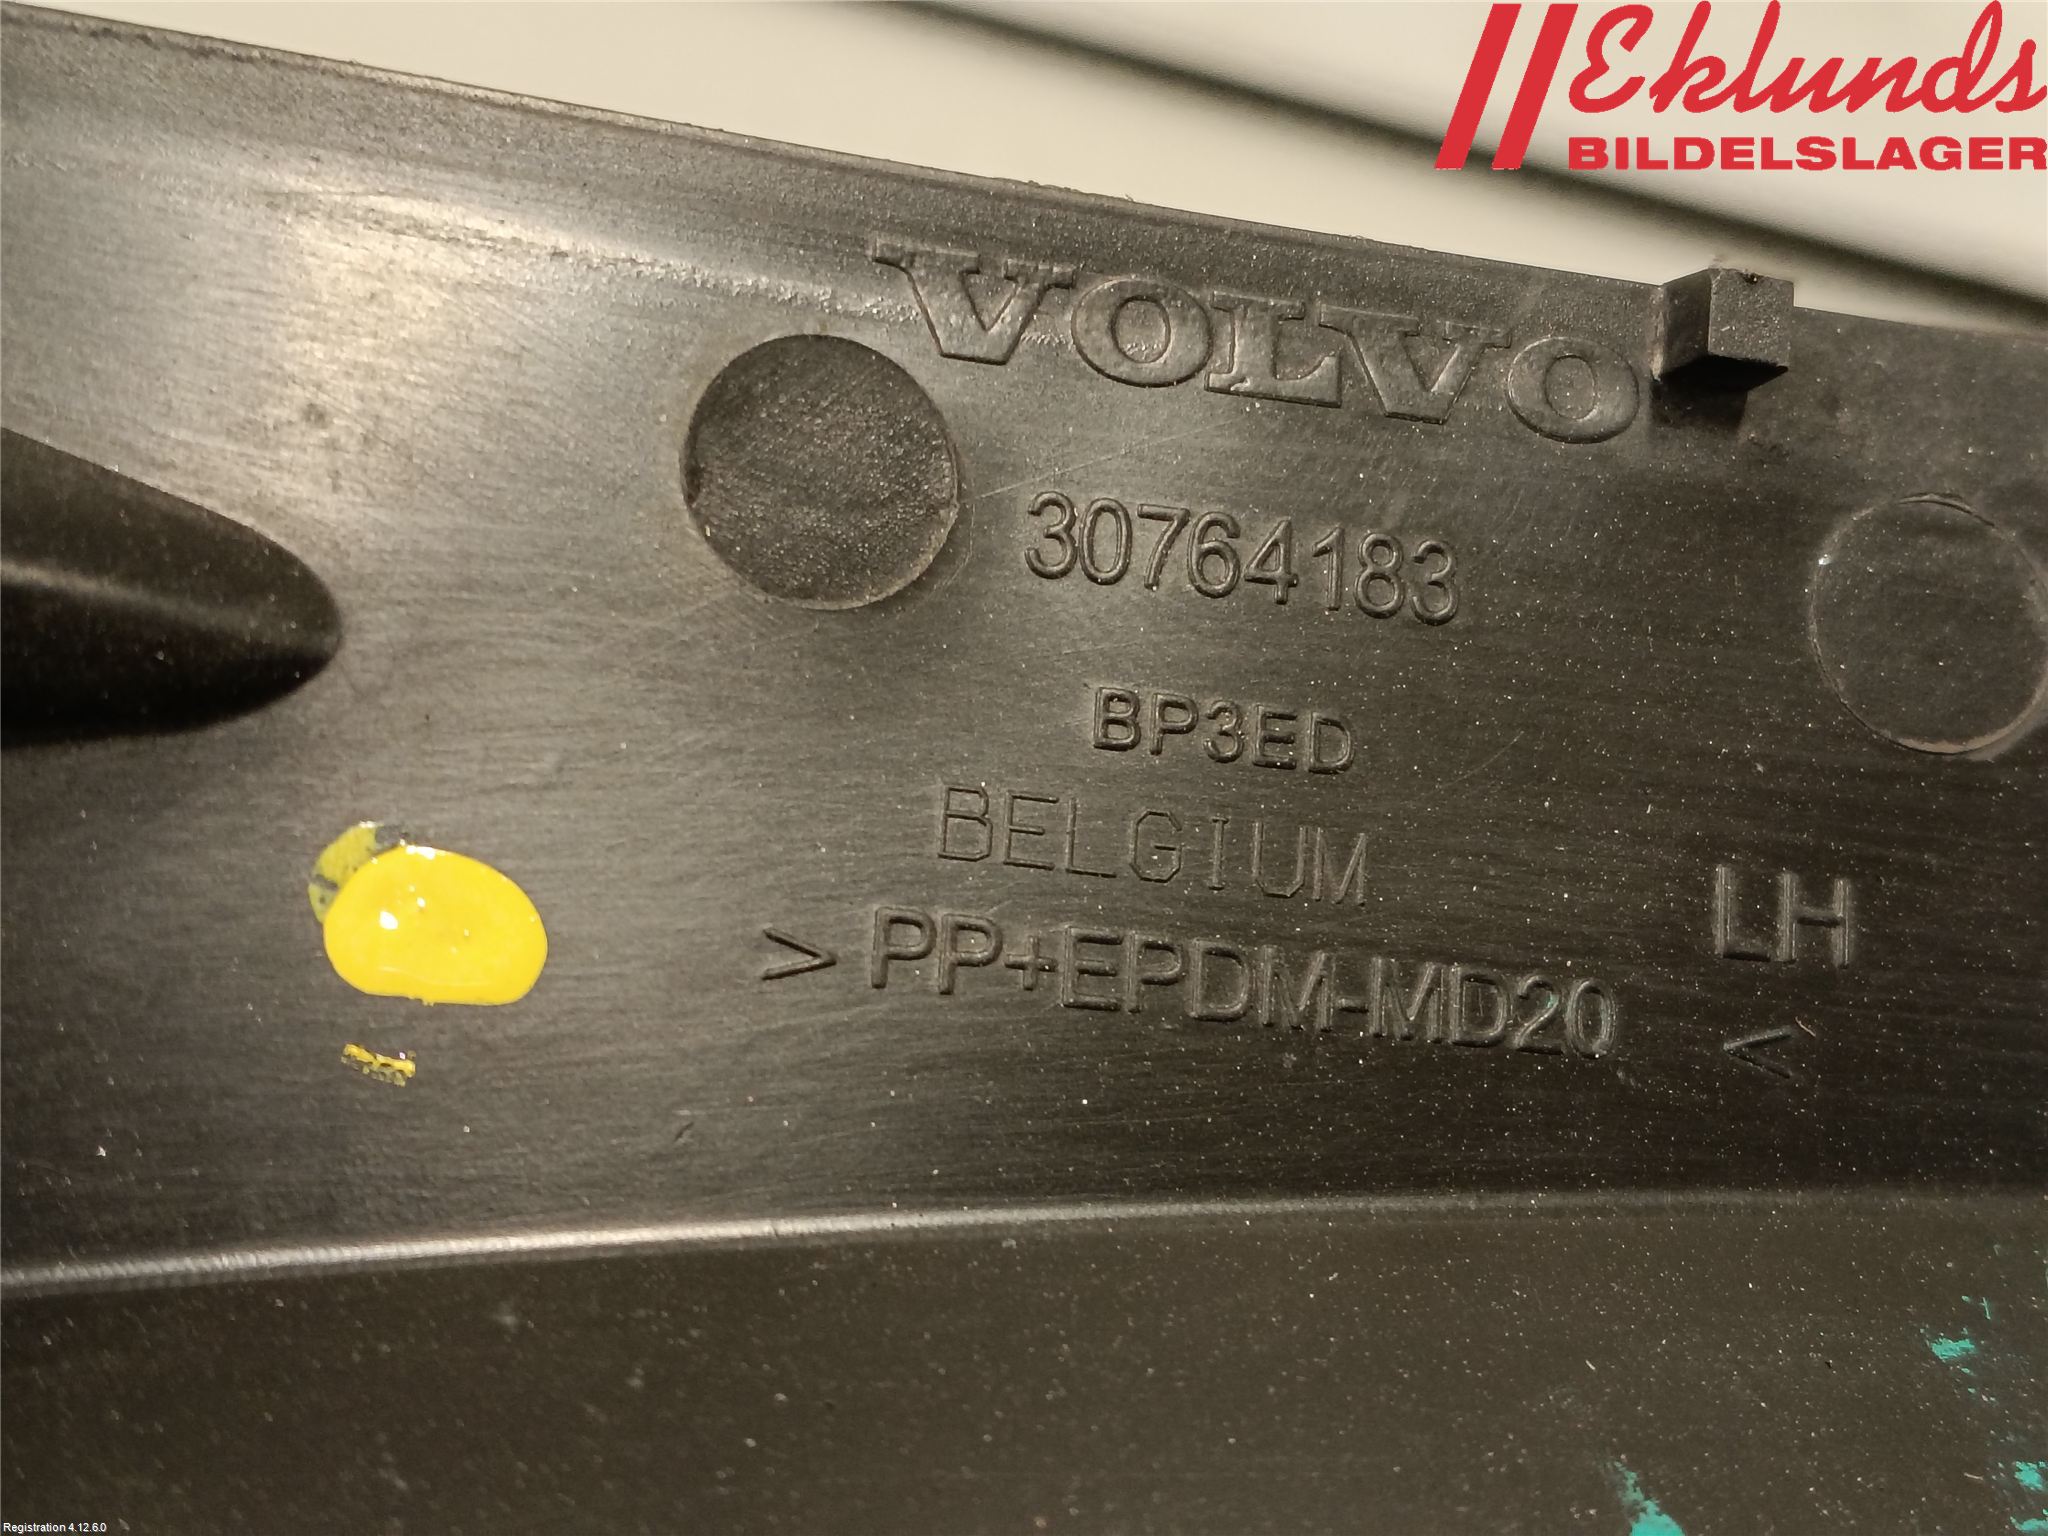 Eklunds
BILDELSLAGER
VOLVO
30764183
BP3ED
BELGIUM
LH
> PP+EPDM-MD20 <
Registration 4.12.6.0